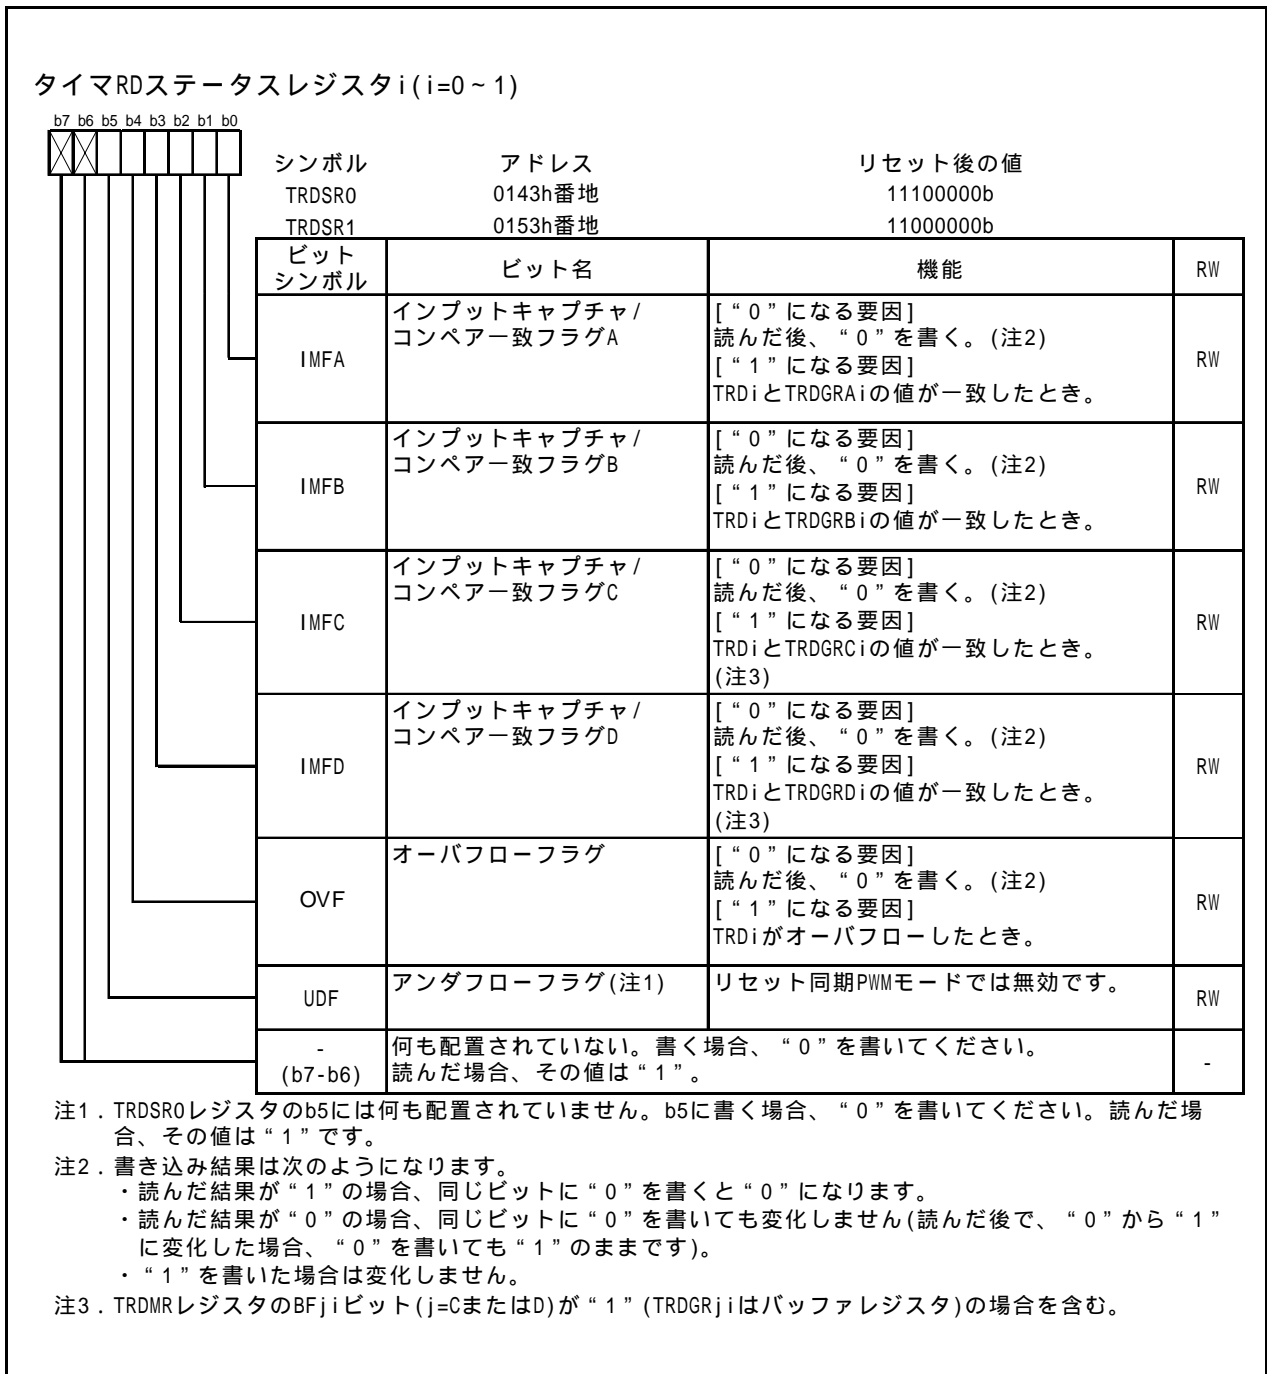 タイマRDステータスレジスタi(i=0~1)
b7 b6 b5 b4 b3 b2 b1 b0
シンボル アドレス リセット後の値
TRDSR0 0143h番地 11100000b
TRDSR1 0153h番地 11000000b
ビット
シンボル ビット名 機能 RW
IMFA
インプットキャプチャ/
コンペア一致フラグA
[“0”になる要因]
読んだ後、“0”を書く。(注2)
[“1”になる要因]
TRDiとTRDGRAiの値が一致したとき。
RW
IMFB
インプットキャプチャ/
コンペア一致フラグB
[“0”になる要因]
読んだ後、“0”を書く。(注2)
[“1”になる要因]
TRDiとTRDGRBiの値が一致したとき。
RW
IMFC
インプットキャプチャ/
コンペア一致フラグC
[“0”になる要因]
読んだ後、“0”を書く。(注2)
[“1”になる要因]
TRDiとTRDGRCiの値が一致したとき。
(注3)
RW
IMFD
インプットキャプチャ/
コンペア一致フラグD
[“0”になる要因]
読んだ後、“0”を書く。(注2)
[“1”になる要因]
TRDiとTRDGRDiの値が一致したとき。
(注3)
RW
OVF
オーバフローフラグ
[“0”になる要因]
読んだ後、“0”を書く。(注2)
[“1”になる要因]
TRDiがオーバフローしたとき。
RW
UDF
アンダフローフラグ(注1)
リセット同期PWMモードでは無効です。
RW
-
(b7-b6)
何も配置されていない。書く場合、“0”を書いてください。
読んだ場合、その値は“1”。
-
注1．TRDSR0レジスタのb5には何も配置されていません。b5に書く場合、“0”を書いてください。読んだ場
合、その値は“1”です。
注2．書き込み結果は次のようになります。
・読んだ結果が“1”の場合、同じビットに“0”を書くと“0”になります。
・読んだ結果が“0”の場合、同じビットに“0”を書いても変化しません(読んだ後で、“0”から“1”
に変化した場合、“0”を書いても“1”のままです)。
・“1”を書いた場合は変化しません。
注3．TRDMRレジスタのBFjiビット(j=CまたはD)が“1”(TRDGRjiはバッファレジスタ)の場合を含む。